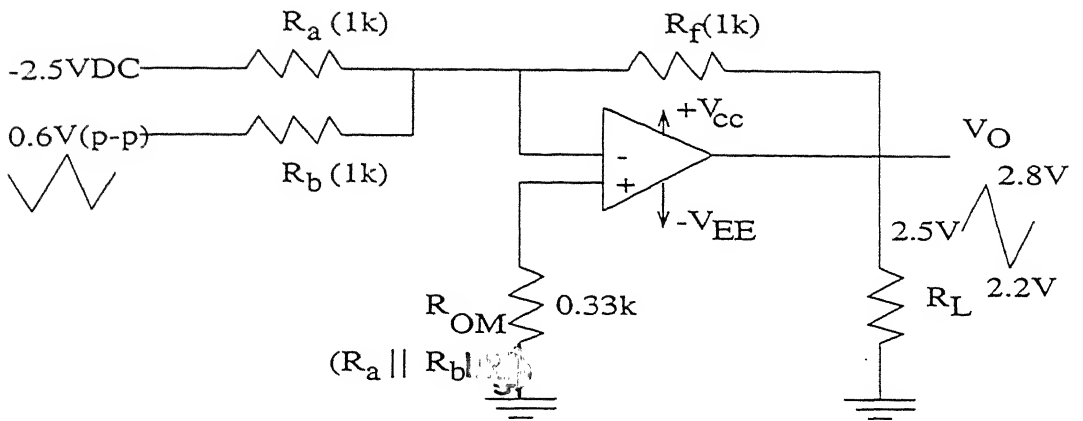 R_a (1k)
R_f (1k)
-2.5VDC
0.6V(p-p)
R_b (1k)
+V_cc
-
+
-V_EE
V_O
2.8V
2.5V
2.2V
R_OM
0.33k
R_L
(R_a || R_b